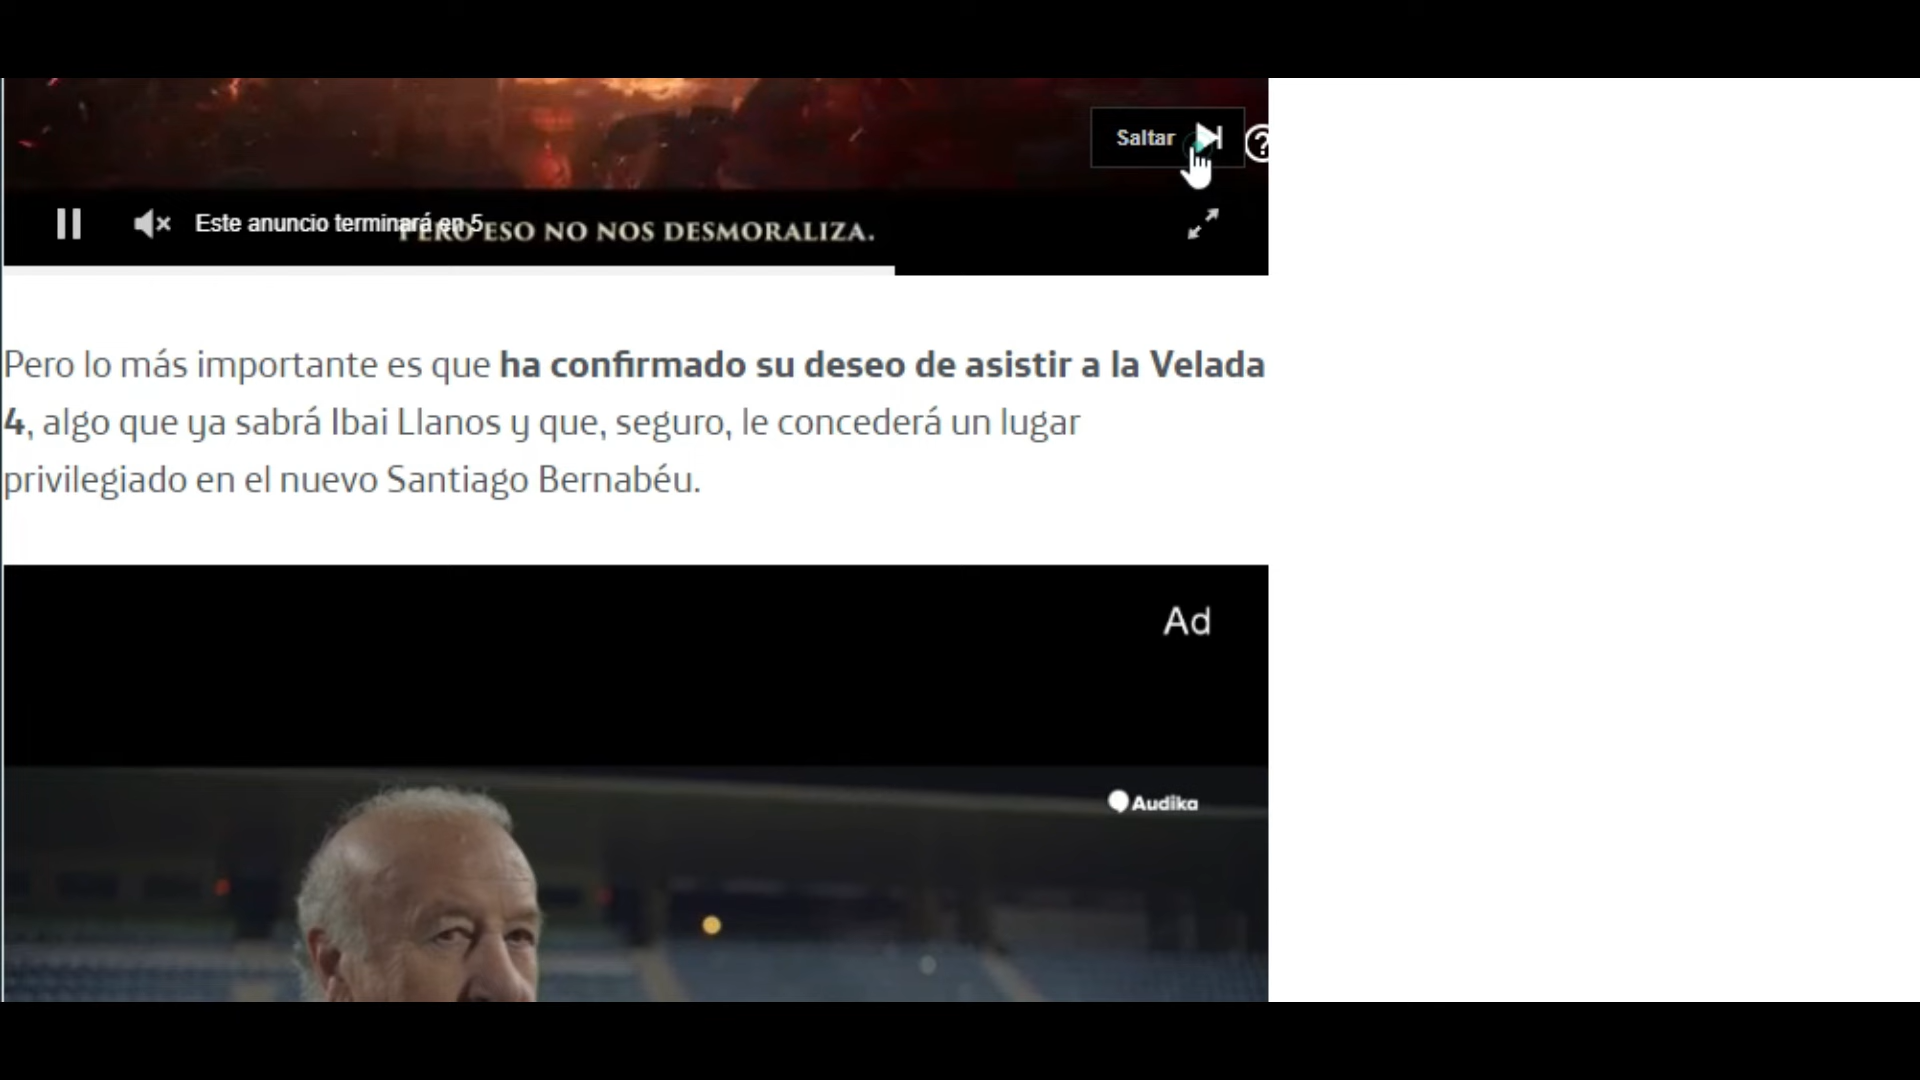 Saltar
Este anuncio terminará en 5
PERO ESO NO NOS DESMORALIZA.
Pero lo más importante es que ha confirmado su deseo de asistir a la Velada
4, algo que ya sabrá Ibai Llanos y que, seguro, le concederá un lugar
privilegiado en el nuevo Santiago Bernabéu.
Ad
Audika